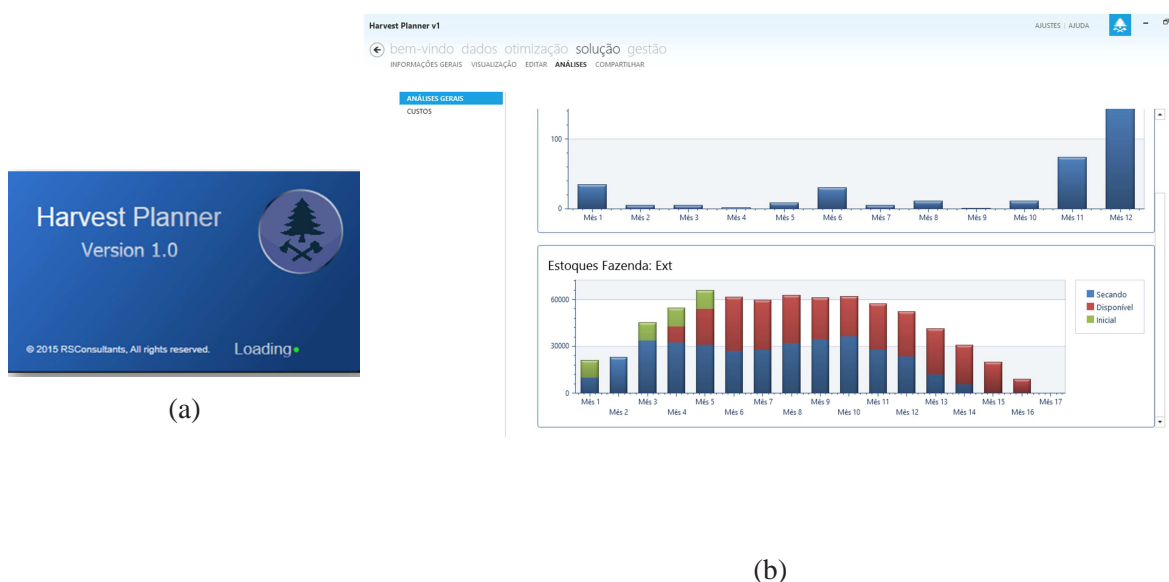 Harvest Planner
Version 1.0
© 2015 RSConsultants, All rights reserved. Loading
(a)
Harvest Planner v1 AJUSTES | AJUDA
bem-vindo dados otimização solução gestão
INFORMAÇÕES GERAIS VISUALIZAÇÃO EDITAR ANÁLISES COMPARTILHAR
ANÁLISES GERAIS
CUSTOS
100
0
Mês 1 Mês 2 Mês 3 Mês 4 Mês 5 Mês 6 Mês 7 Mês 8 Mês 9 Mês 10 Mês 11 Mês 12
Estoques Fazenda: Ext
60000
30000
0
Mês 1 Mês 3 Mês 5 Mês 7 Mês 9 Mês 11 Mês 13 Mês 15 Mês 17
Mês 2 Mês 4 Mês 6 Mês 8 Mês 10 Mês 12 Mês 14 Mês 16
Secando
Disponível
Inicial
(b)